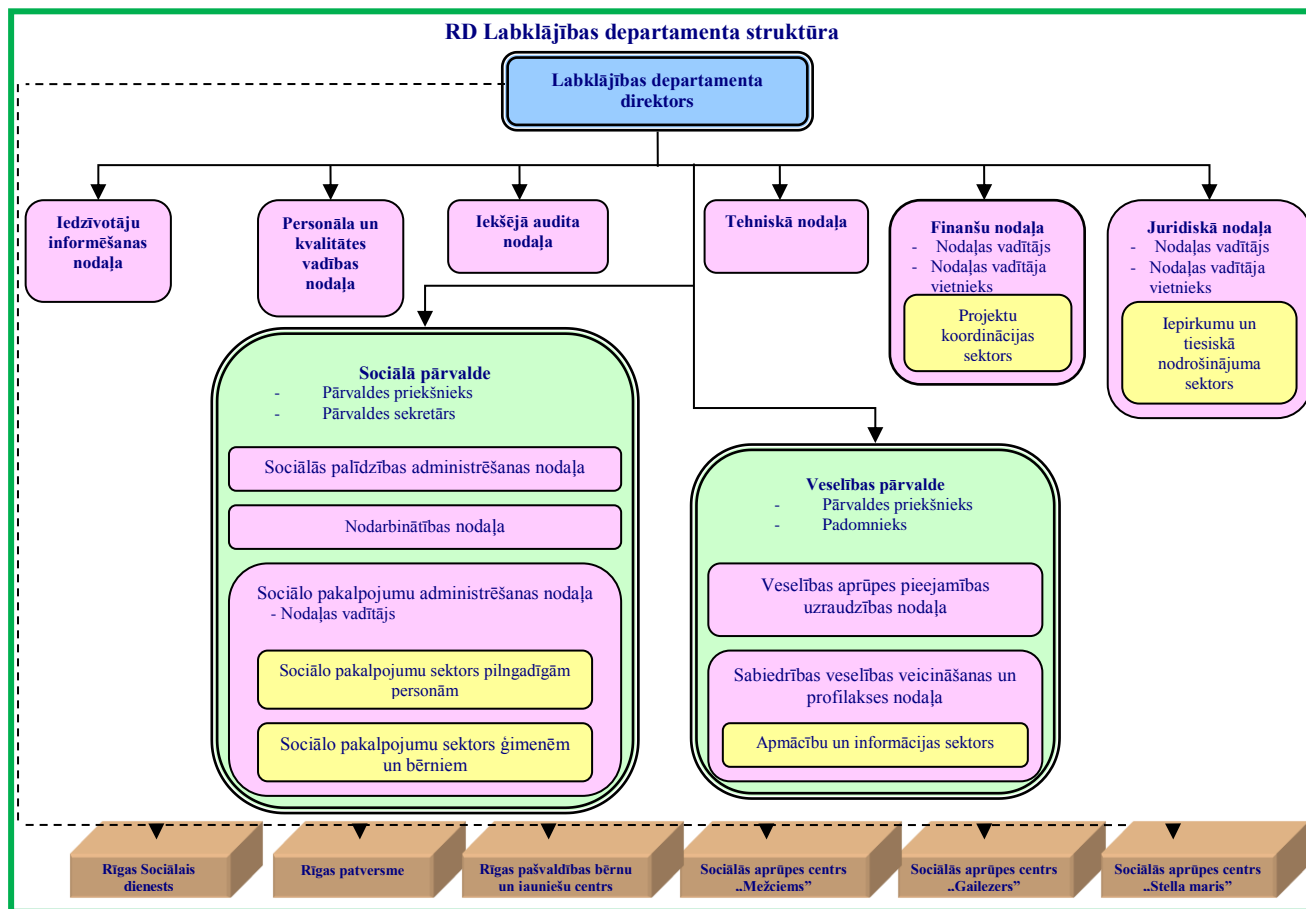 RD Labklājības departamenta struktūra
Labklājības departamenta
direktors
Iedzīvotāju
informēšanas
nodaļa
Personāla un
kvalitātes
vadības
nodaļa
Iekšējā audita
nodaļa
Tehniskā nodaļa
Finanšu nodaļa
- Nodaļas vadītājs
- Nodaļas vadītāja
vietnieks
Projektu
koordinācijas
sektors
Juridiskā nodaļa
- Nodaļas vadītājs
- Nodaļas vadītāja
vietnieks
Iepirkumu un
tiesiskā
nodrošinājuma
sektors
Sociālā pārvalde
- Pārvaldes priekšnieks
- Pārvaldes sekretārs
Sociālās palīdzības administrēšanas nodaļa
Nodarbinātības nodaļa
Sociālo pakalpojumu administrēšanas nodaļa
- Nodaļas vadītājs
Sociālo pakalpojumu sektors pilngadīgām
personām
Sociālo pakalpojumu sektors ģimenēm
un bērniem
Veselības pārvalde
- Pārvaldes priekšnieks
- Padomnieks
Veselības aprūpes pieejamības
uzraudzības nodaļa
Sabiedrības veselības veicināšanas un
profilakses nodaļa
Apmācību un informācijas sektors
Rīgas Sociālais
dienests
Rīgas patversme
Rīgas pašvaldības bērnu
un jauniešu centrs
Sociālās aprūpes centrs
„Mežciems”
Sociālās aprūpes centrs
„Gailezers”
Sociālās aprūpes centrs
„Stella maris”